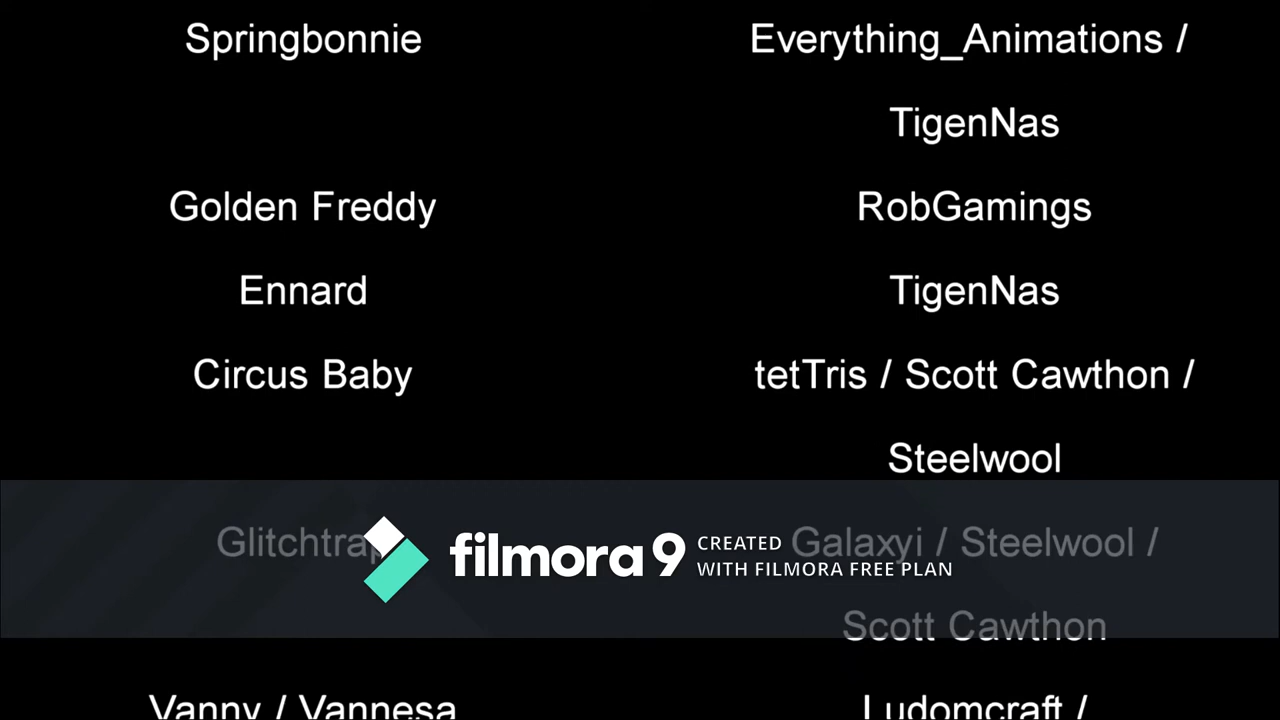 Springbonnie Everything_Animations /
TigenNas
Golden Freddy RobGamings
Ennard TigenNas
Circus Baby tetTris / Scott Cawthon /
Steelwool
Glitchtrap Galaxyi / Steelwool /
filmora 9 CREATED
WITH FILMORA FREE PLAN
Scott Cawthon
Vanny / Vannesa Ludomcraft /